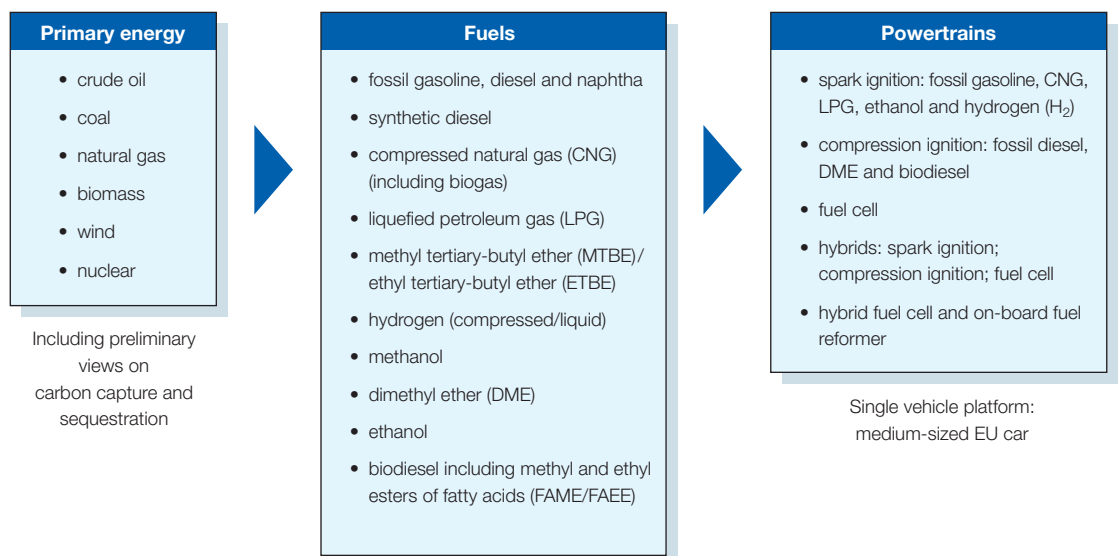 Primary energy
• crude oil
• coal
• natural gas
• biomass
• wind
• nuclear
Including preliminary
views on
carbon capture and
sequestration
Fuels
• fossil gasoline, diesel and naphtha
• synthetic diesel
• compressed natural gas (CNG)
(including biogas)
• liquefied petroleum gas (LPG)
• methyl tertiary-butyl ether (MTBE)/
ethyl tertiary-butyl ether (ETBE)
• hydrogen (compressed/liquid)
• methanol
• dimethyl ether (DME)
• ethanol
• biodiesel including methyl and ethyl
esters of fatty acids (FAME/FAEE)
Powertrains
• spark ignition: fossil gasoline, CNG,
LPG, ethanol and hydrogen (H₂)
• compression ignition: fossil diesel,
DME and biodiesel
• fuel cell
• hybrids: spark ignition;
compression ignition; fuel cell
• hybrid fuel cell and on-board fuel
reformer
Single vehicle platform:
medium-sized EU car